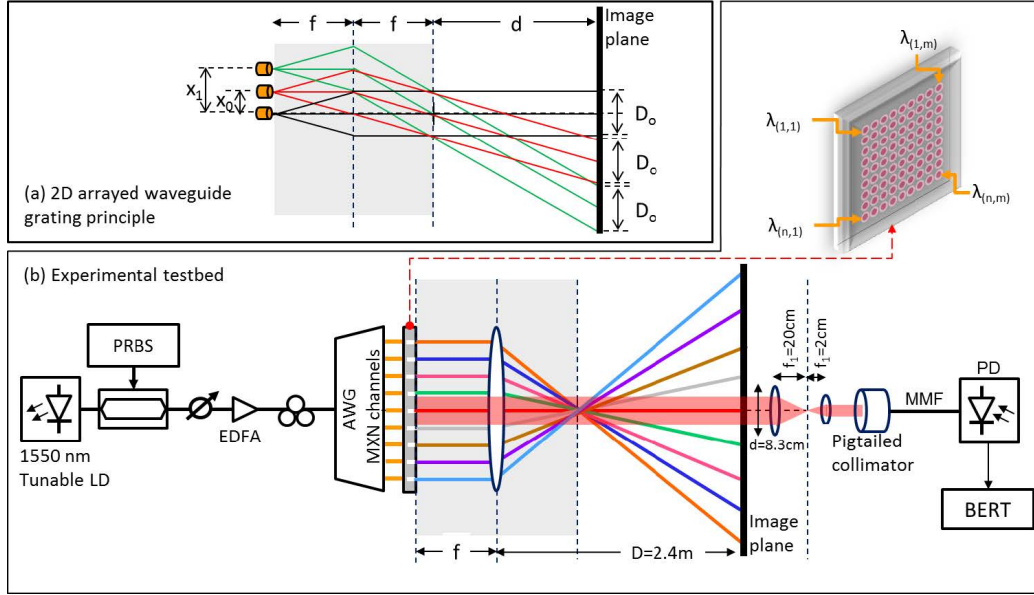 f
f
d
Image
plane
x1
x0
Do
Dc
Do
(a) 2D arrayed waveguide
grating principle
λ(1,m)
λ(1,1)
λ(n,m)
λ(n,1)
(b) Experimental testbed
PRBS
1550 nm
Tunable LD
EDFA
AWG
MXN channels
f
D=2.4m
Image
plane
d=8.3cm
f1=20cm
f1=2cm
Pigtailed
collimator
MMF
PD
BERT